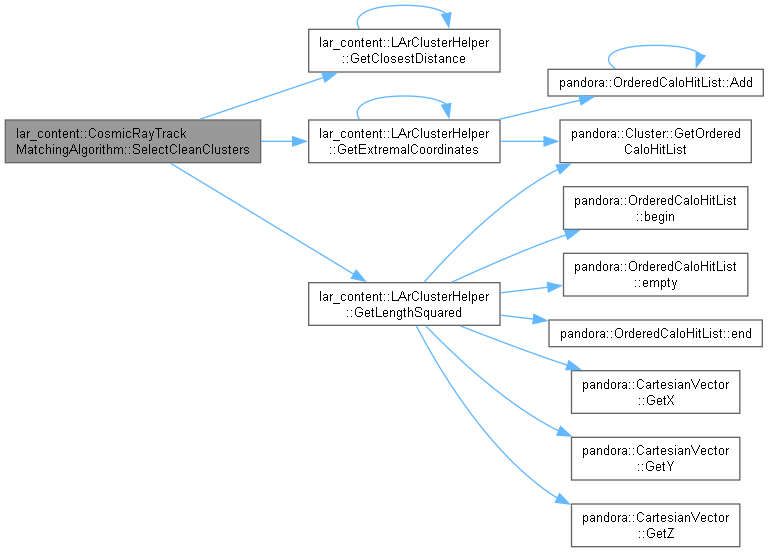 lar_content::CosmicRayTrack
MatchingAlgorithm::SelectCleanClusters
lar_content::LArClusterHelper
::GetClosestDistance
lar_content::LArClusterHelper
::GetExtremalCoordinates
lar_content::LArClusterHelper
::GetLengthSquared
pandora::OrderedCaloHitList::Add
pandora::Cluster::GetOrdered
CaloHitList
pandora::OrderedCaloHitList
::begin
pandora::OrderedCaloHitList
::empty
pandora::OrderedCaloHitList::end
pandora::CartesianVector
::GetX
pandora::CartesianVector
::GetY
pandora::CartesianVector
::GetZ